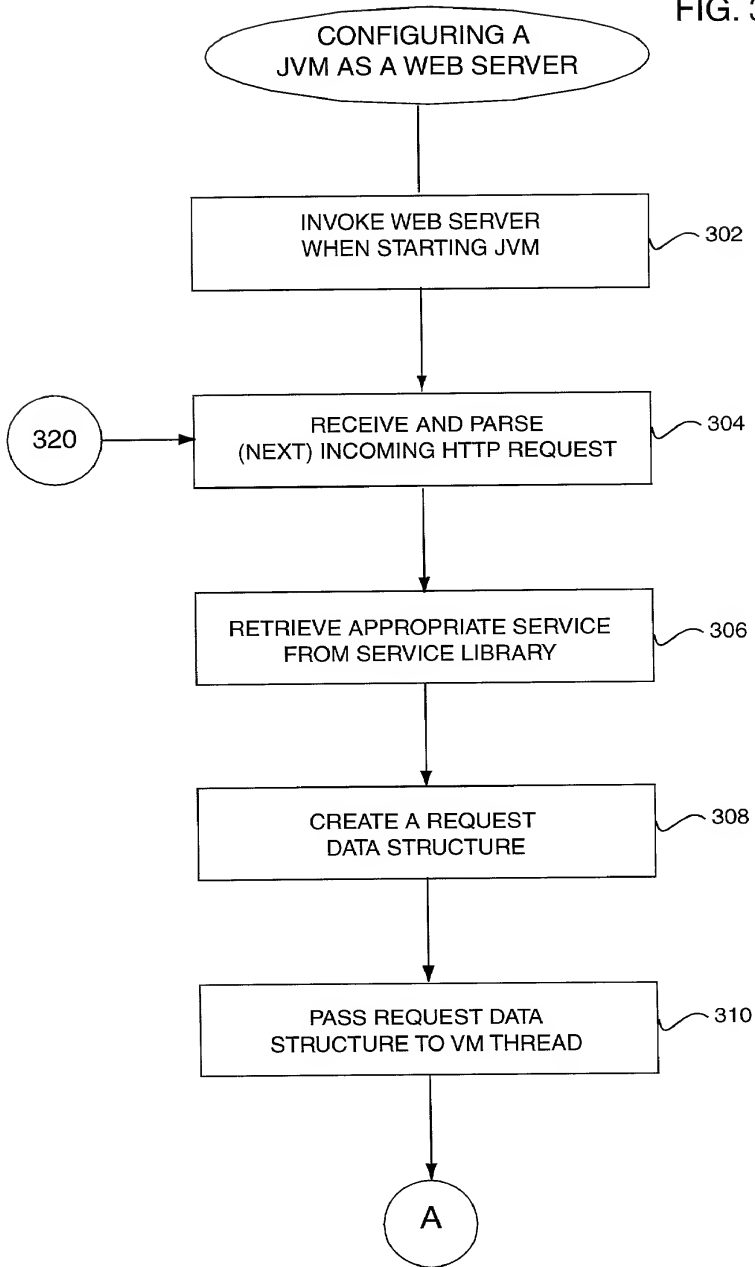 FIG. 3
CONFIGURING A
JVM AS A WEB SERVER
INVOKE WEB SERVER
WHEN STARTING JVM
302
320
RECEIVE AND PARSE
(NEXT) INCOMING HTTP REQUEST
304
RETRIEVE APPROPRIATE SERVICE
FROM SERVICE LIBRARY
306
CREATE A REQUEST
DATA STRUCTURE
308
PASS REQUEST DATA
STRUCTURE TO VM THREAD
310
A